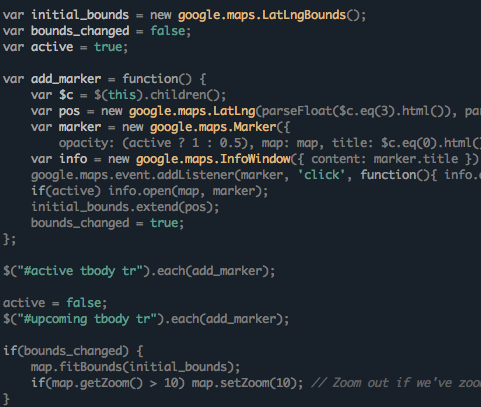 var initial_bounds = new google.maps.LatLngBounds();
var bounds_changed = false;
var active = true;

var add_marker = function() {
    var $c = $(this).children();
    var pos = new google.maps.LatLng(parseFloat($c.eq(3).html()), par
    var marker = new google.maps.Marker({
        opacity: (active ? 1 : 0.5), map: map, title: $c.eq(0).html()
    var info = new google.maps.InfoWindow({ content: marker.title })
    google.maps.event.addListener(marker, 'click', function(){ info.
    if(active) info.open(map, marker);
    initial_bounds.extend(pos);
    bounds_changed = true;
};

$("#active tbody tr").each(add_marker);

active = false;
$("#upcoming tbody tr").each(add_marker);

if(bounds_changed) {
    map.fitBounds(initial_bounds);
    if(map.getZoom() > 10) map.setZoom(10); // Zoom out if we've zoo
}